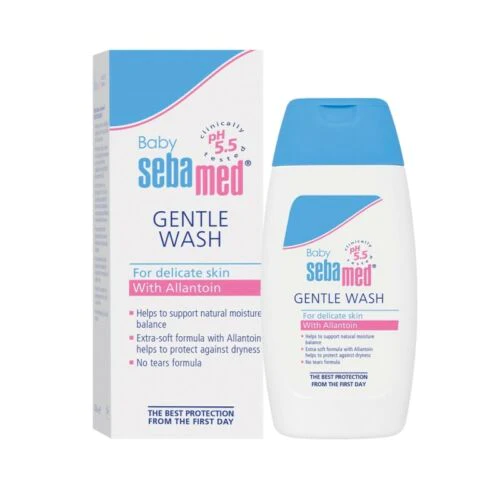 Baby
sebamed®
clinically tested
pH 5.5
GENTLE
WASH
For delicate skin
With Allantoin
• Helps to support natural moisture
balance
• Extra-soft formula with Allantoin
helps to protect against dryness
• No tears formula
THE BEST PROTECTION
FROM THE FIRST DAY
Baby
sebamed®
clinically tested
pH 5.5
GENTLE WASH
For delicate skin
With Allantoin
• Helps to support natural moisture
balance
• Extra soft formula with Allantoin
helps to protect against dryness
• No tears formula
THE BEST PROTECTION
FROM THE FIRST DAY